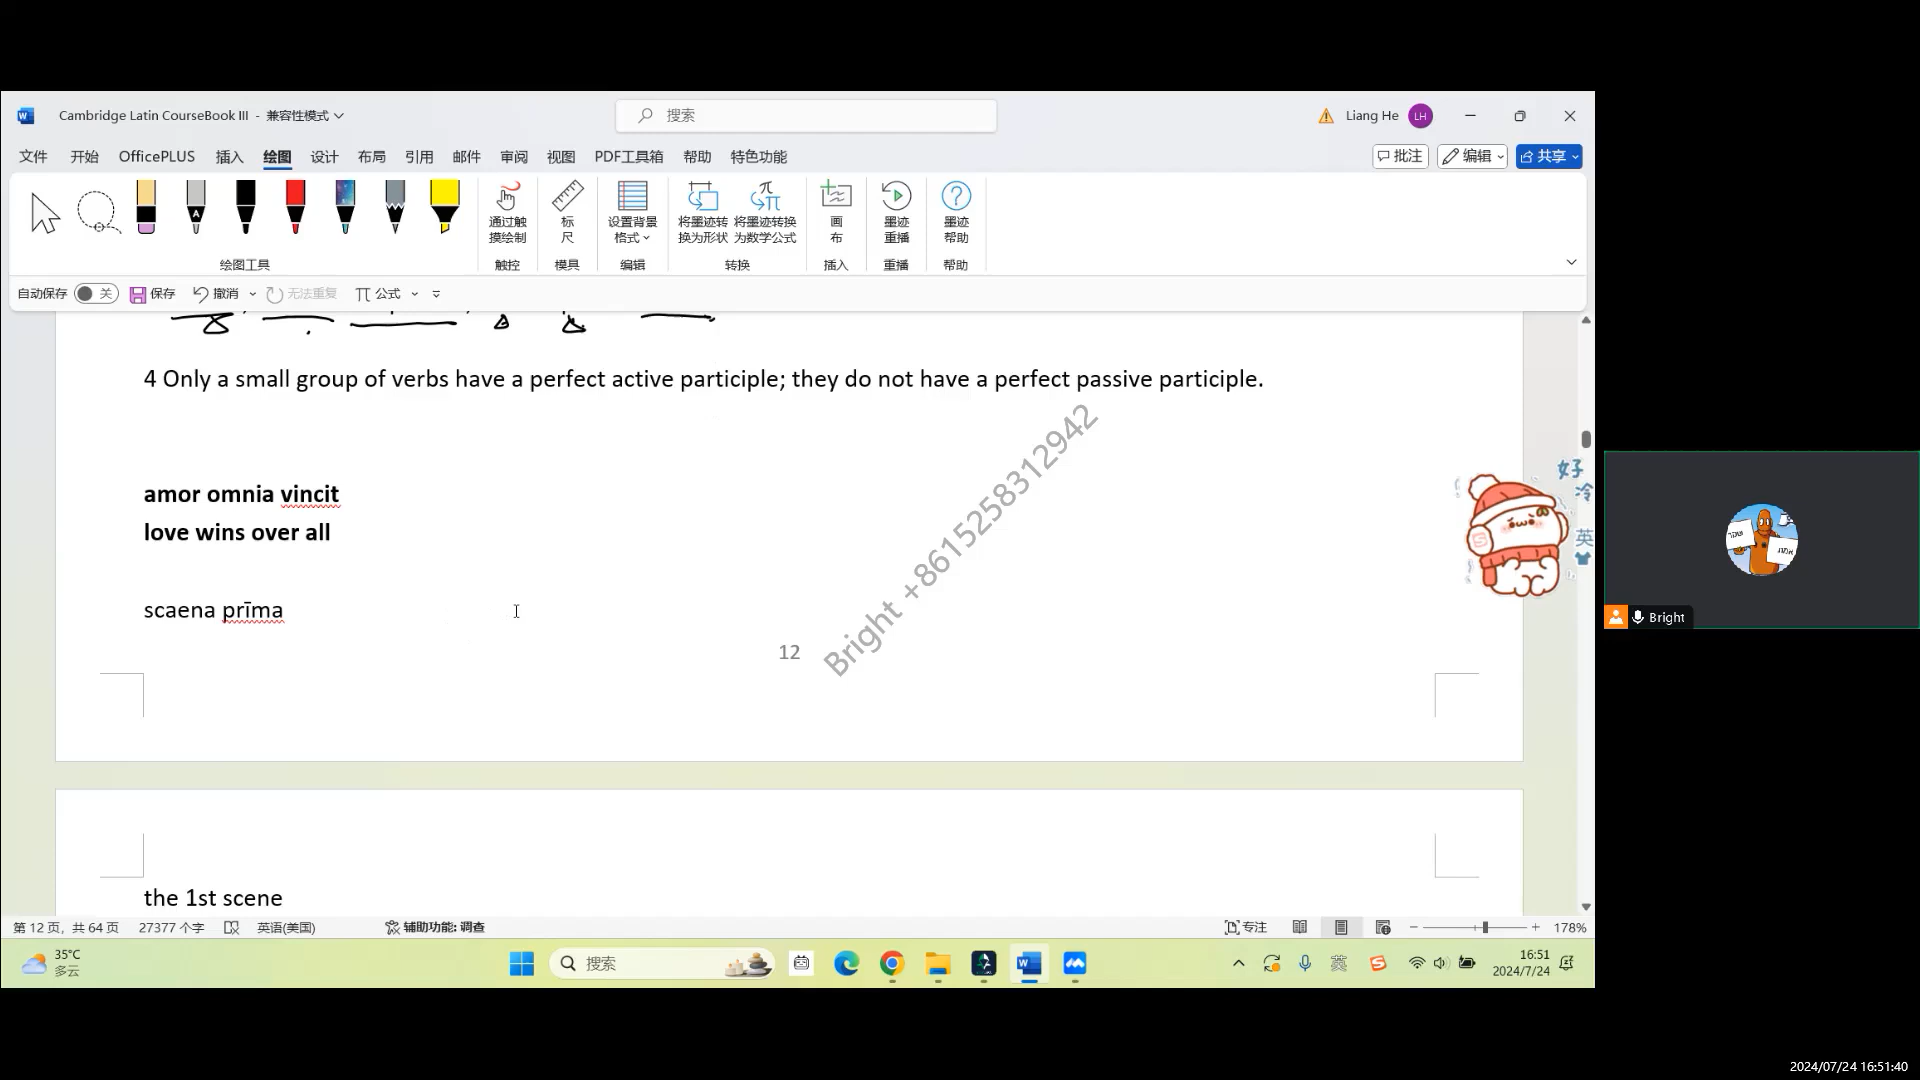 Cambridge Latin CourseBook III - 兼容性模式
搜索
Liang He
LH
文件 开始 OfficePLUS 插入 绘图 设计 布局 引用 邮件 审阅 视图 PDF工具箱 帮助 特色功能
批注 编辑 共享
通过触摸绘制
标尺
设置背景格式
将墨迹转换为形状
将墨迹转换为数学公式
画布
墨迹重播
墨迹帮助
绘图工具 触控 模具 编辑 转换 插入 重播 帮助
自动保存 关 保存 撤消 无法重复 公式
4 Only a small group of verbs have a perfect active participle; they do not have a perfect passive participle.
amor omnia vincit
love wins over all
scaena prīma
12
Bright +8615258312942
好冷
英
Bright
the 1st scene
第 12 页，共 64 页 27377 个字 英语(美国) 辅助功能: 调查 专注 178%
35°C
多云
搜索
英
16:51
2024/7/24
2024/07/24 16:51:40